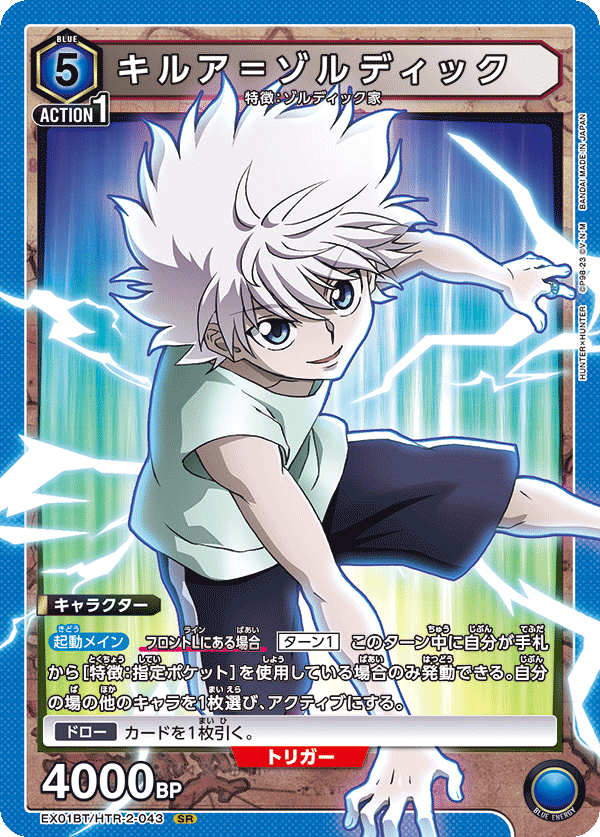 BLUE
5
キルア＝ゾルディック
特徴：ゾルディック家
ACTION1
HUNTER×HUNTER ©P98-23 ©V・N・M BANDAI MADE IN JAPAN
キャラクター
起動メイン フロントLにある場合 ターン1 このターン中に自分が手札
から[特徴:指定ポケット]を使用している場合のみ発動できる。自分
の場の他のキャラを1枚選び、アクティブにする。
ドロー カードを1枚引く。
トリガー
4000BP
BLUE ENERGY
EX01BT/HTR-2-043 SR